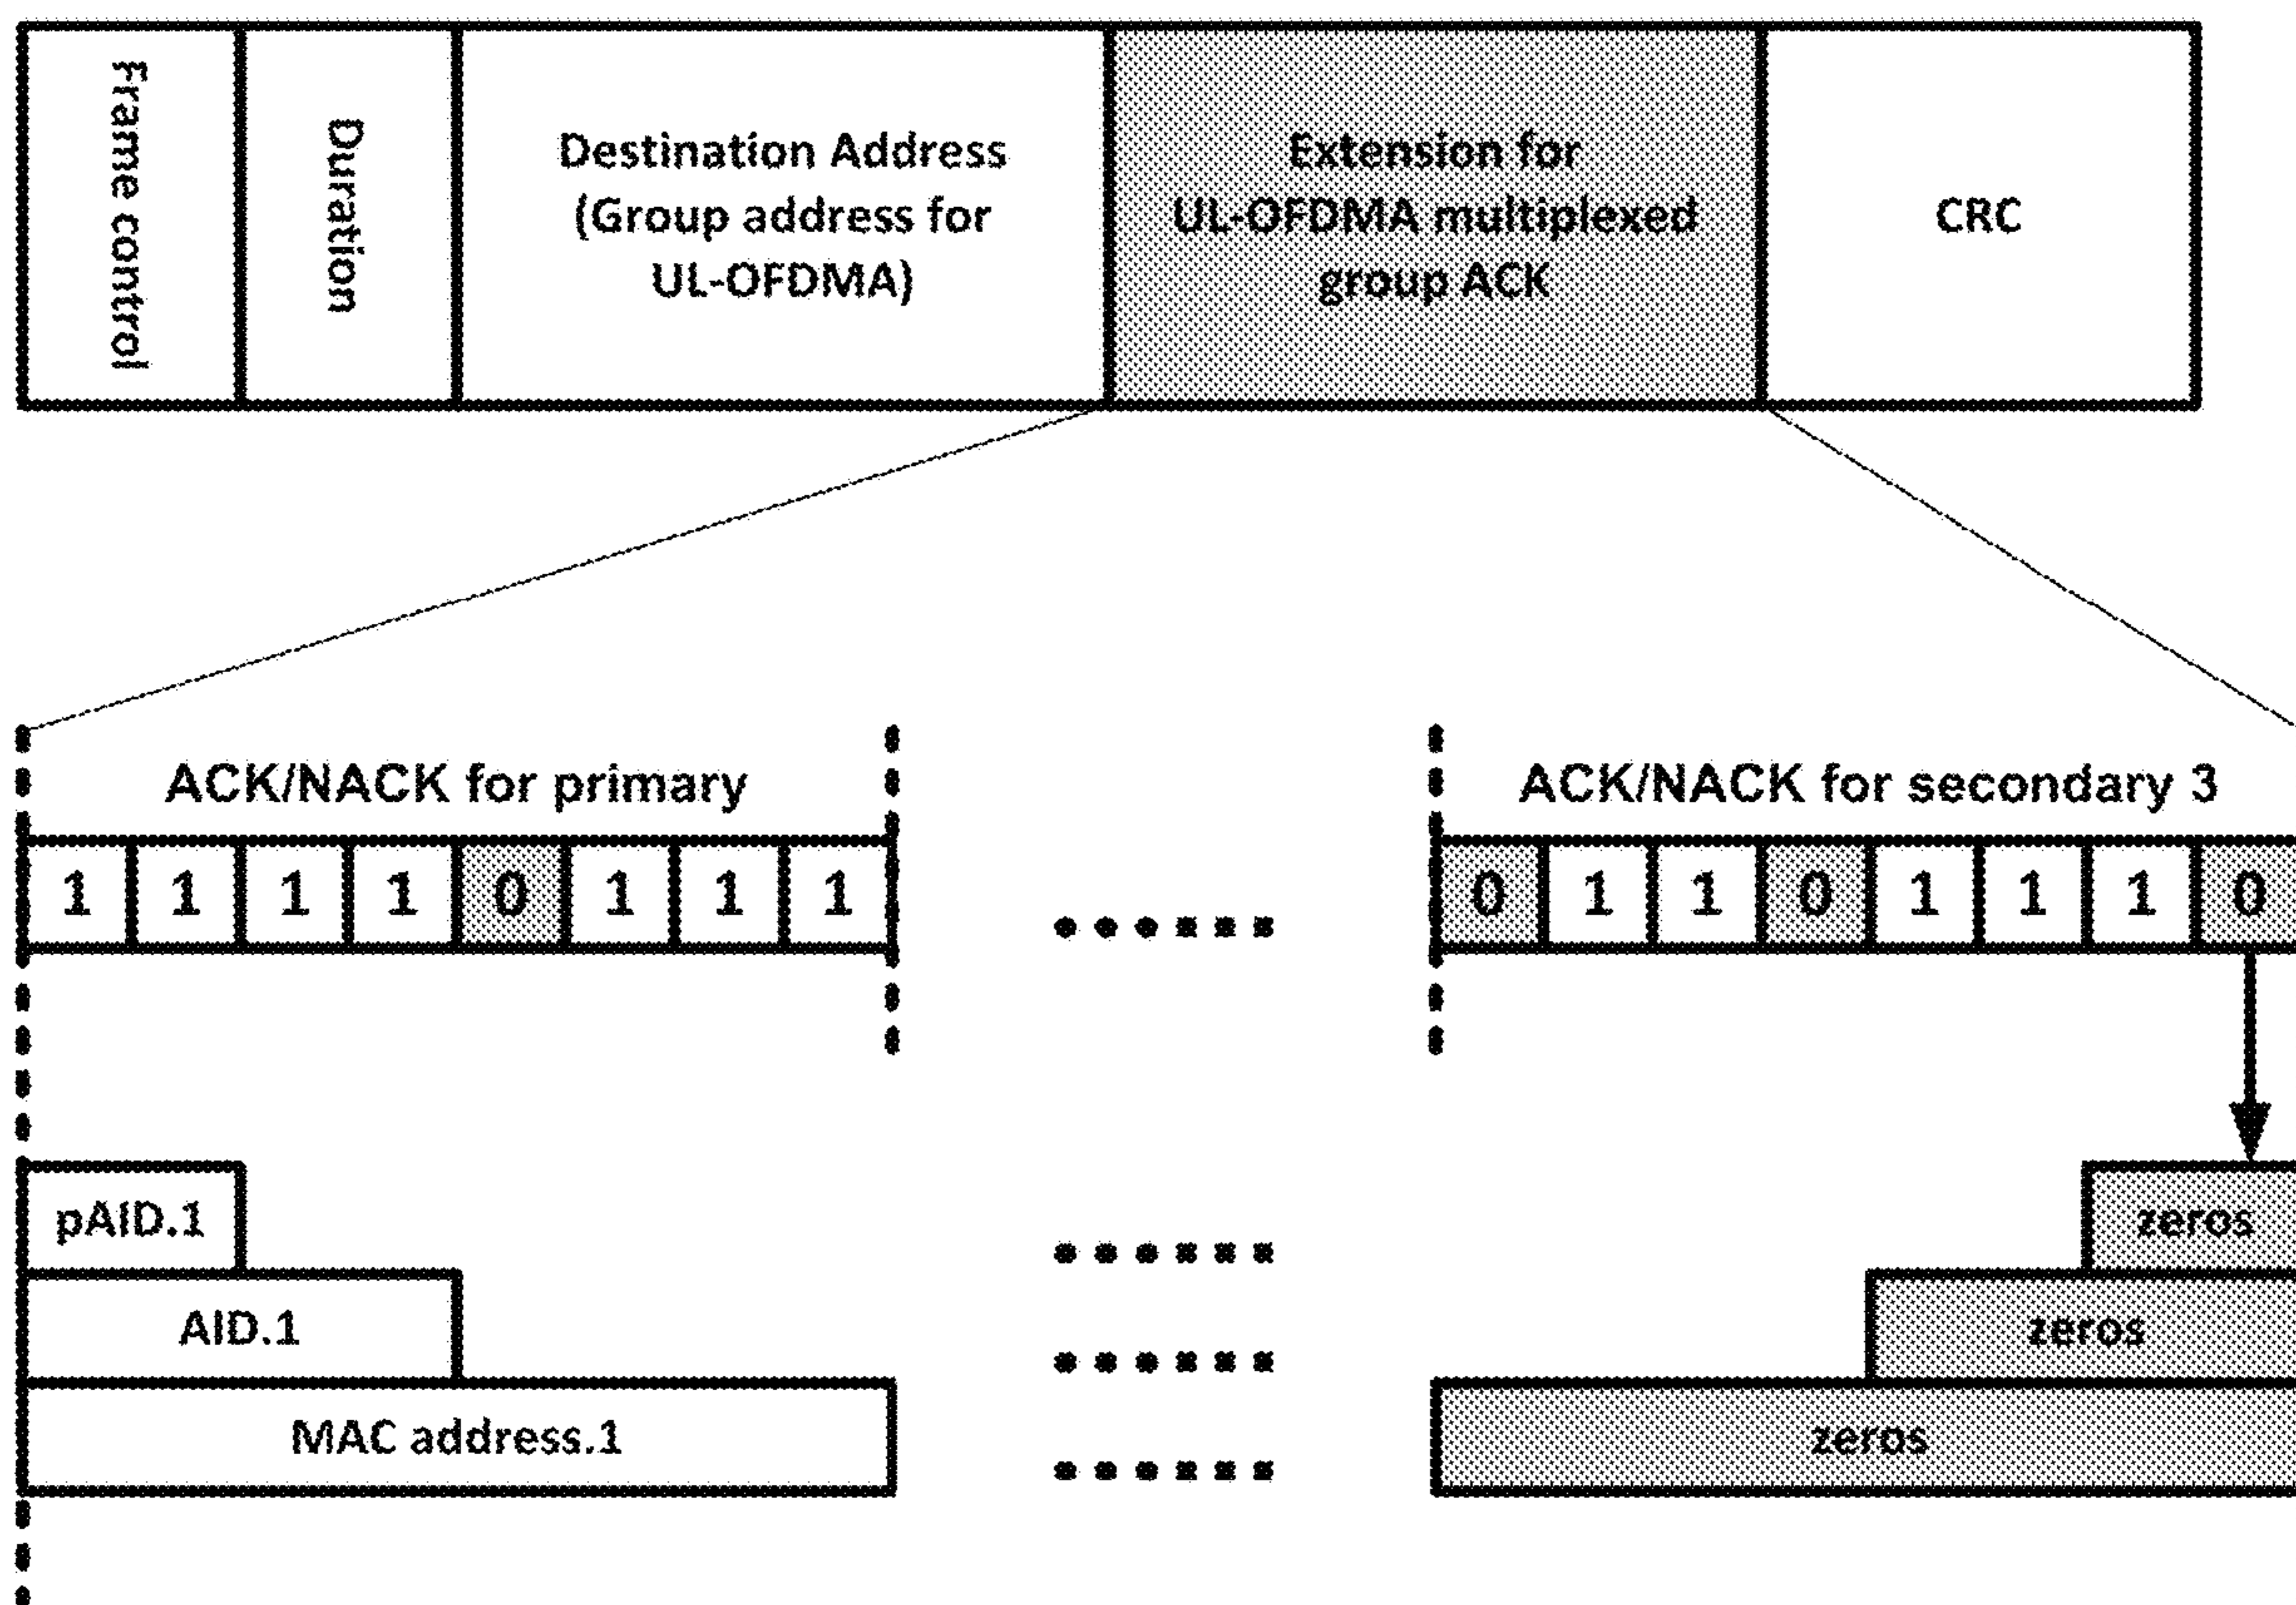 Frame control
Duration
Destination Address
(Group address for
UL-OFDMA)
Extension for
UL-OFDMA multiplexed
group ACK
CRC
ACK/NACK for primary
ACK/NACK for secondary 3
1 1 1 1 0 1 1 1
0 1 1 0 1 1 1 0
pAID.1
zeros
AID.1
zeros
MAC address.1
zeros